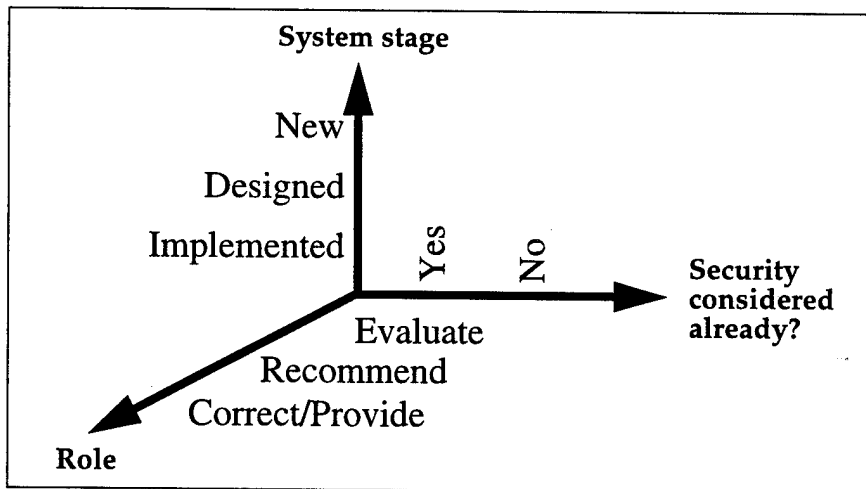 System stage
New
Designed
Implemented
Yes
No
Security
considered
already?
Evaluate
Recommend
Correct/Provide
Role